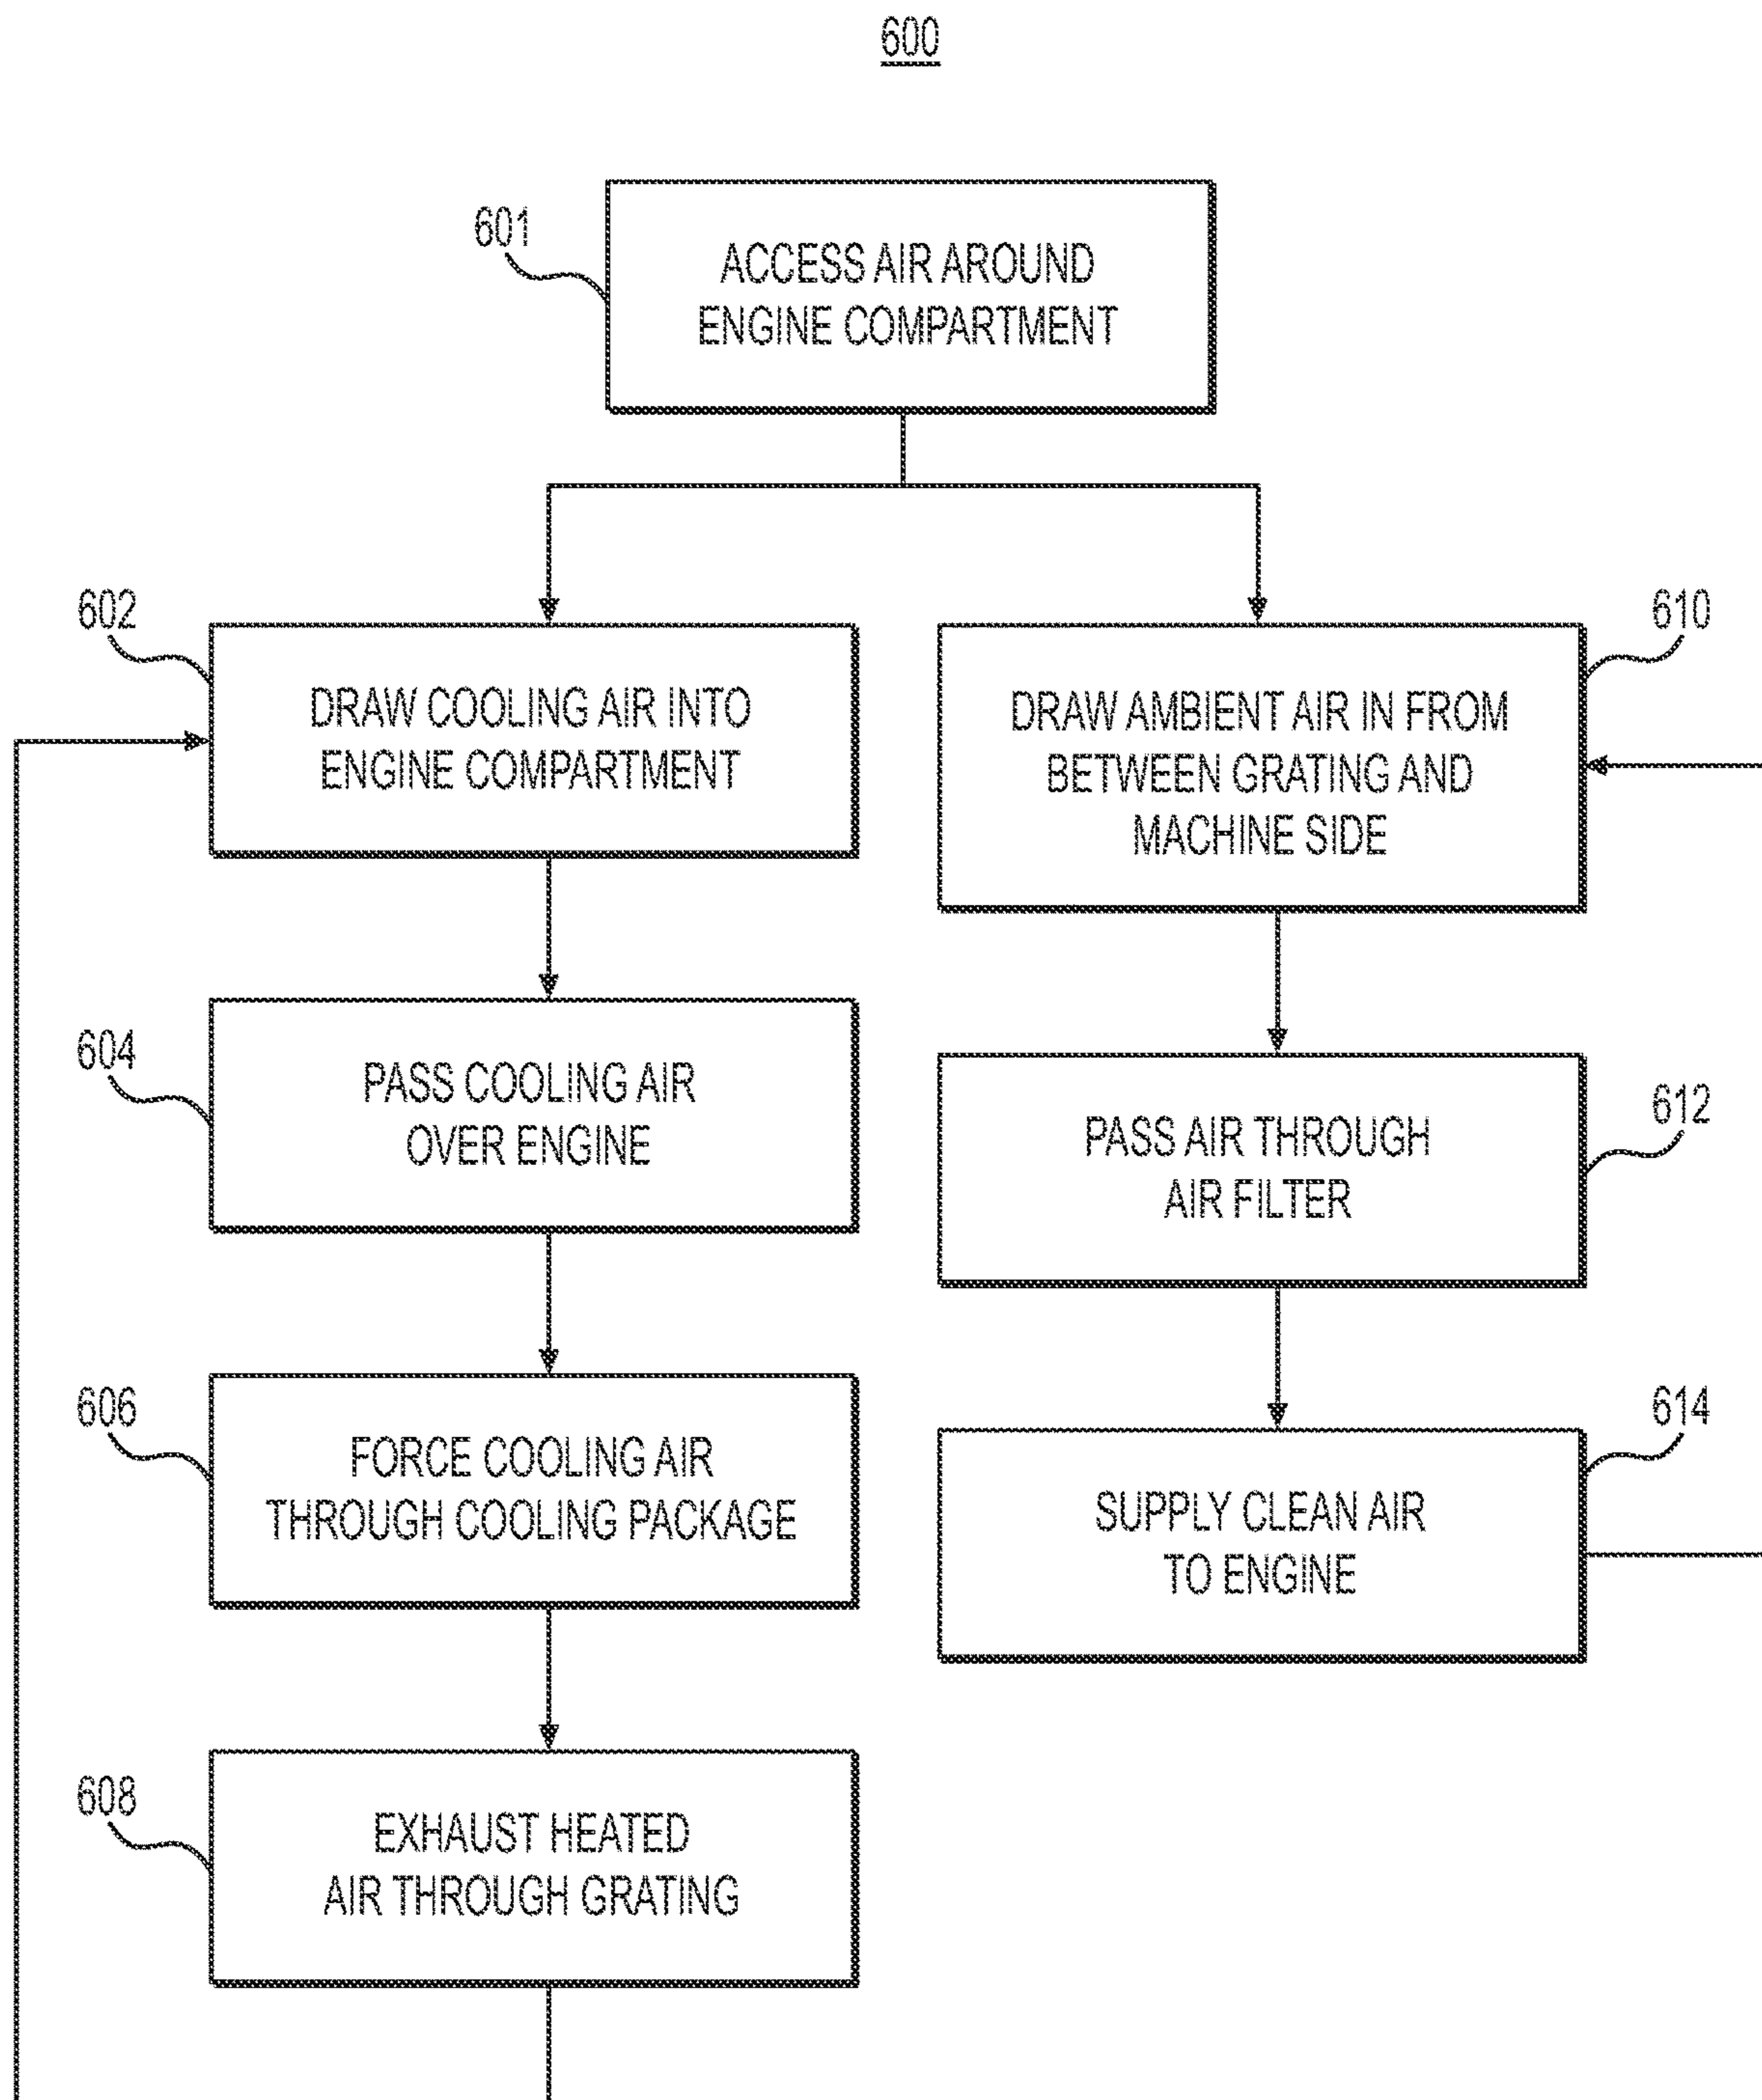 600
601
ACCESS AIR AROUND
ENGINE COMPARTMENT
602
DRAW COOLING AIR INTO
ENGINE COMPARTMENT
610
DRAW AMBIENT AIR IN FROM
BETWEEN GRATING AND
MACHINE SIDE
604
PASS COOLING AIR
OVER ENGINE
612
PASS AIR THROUGH
AIR FILTER
606
FORCE COOLING AIR
THROUGH COOLING PACKAGE
614
SUPPLY CLEAN AIR
TO ENGINE
608
EXHAUST HEATED
AIR THROUGH GRATING